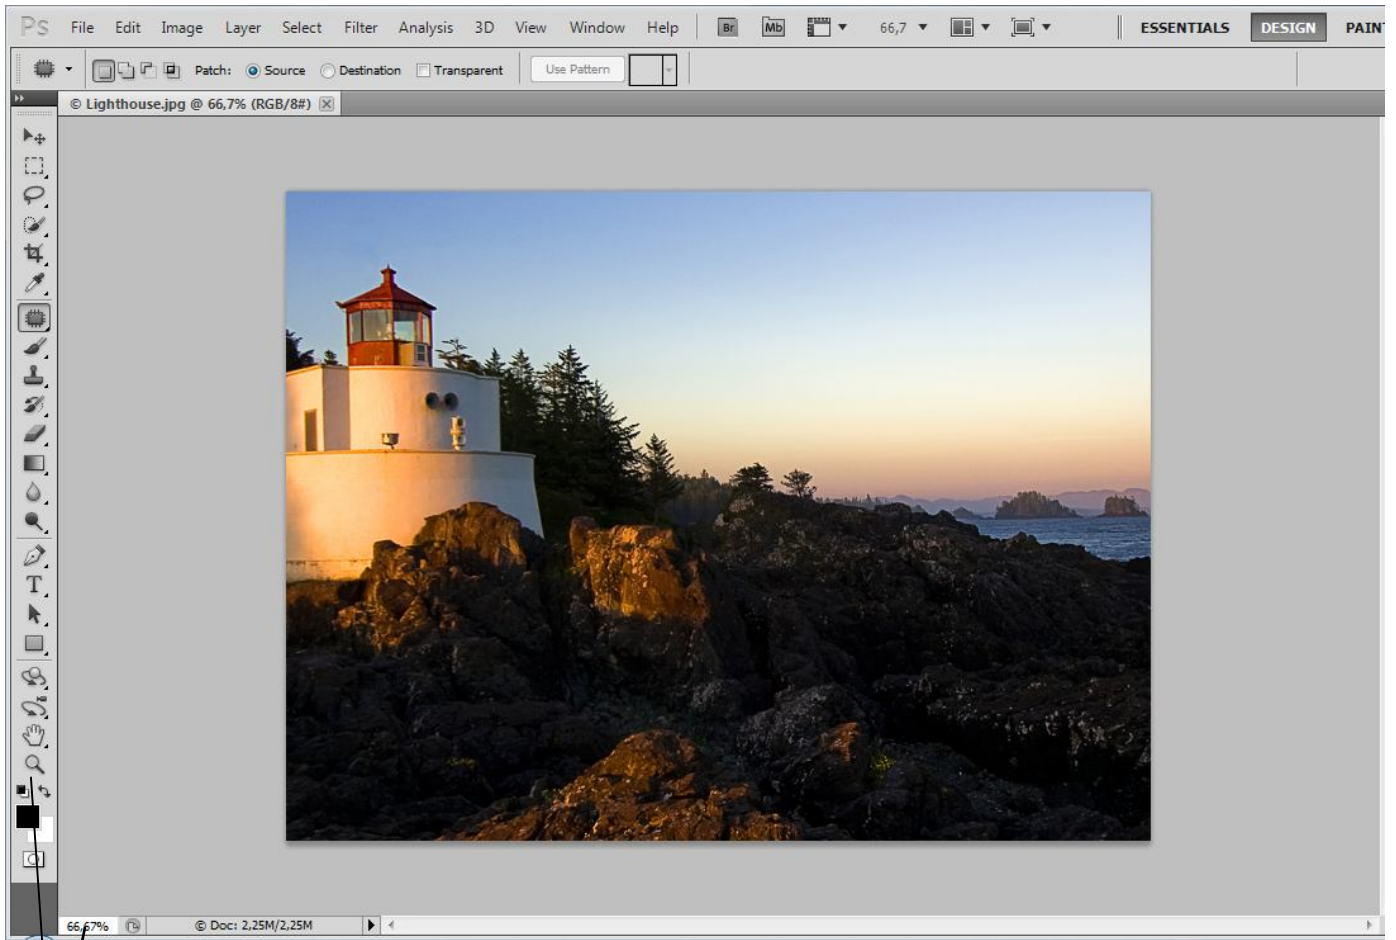 Ps File Edit Image Layer Select Filter Analysis 3D View Window Help Br Mb 66,7 ESSENTIALS DESIGN PAIN
Patch: Source Destination Transparent Use Pattern
© Lighthouse.jpg @ 66,7% (RGB/8#)
T
66,67% © Doc: 2,25M/2,25M